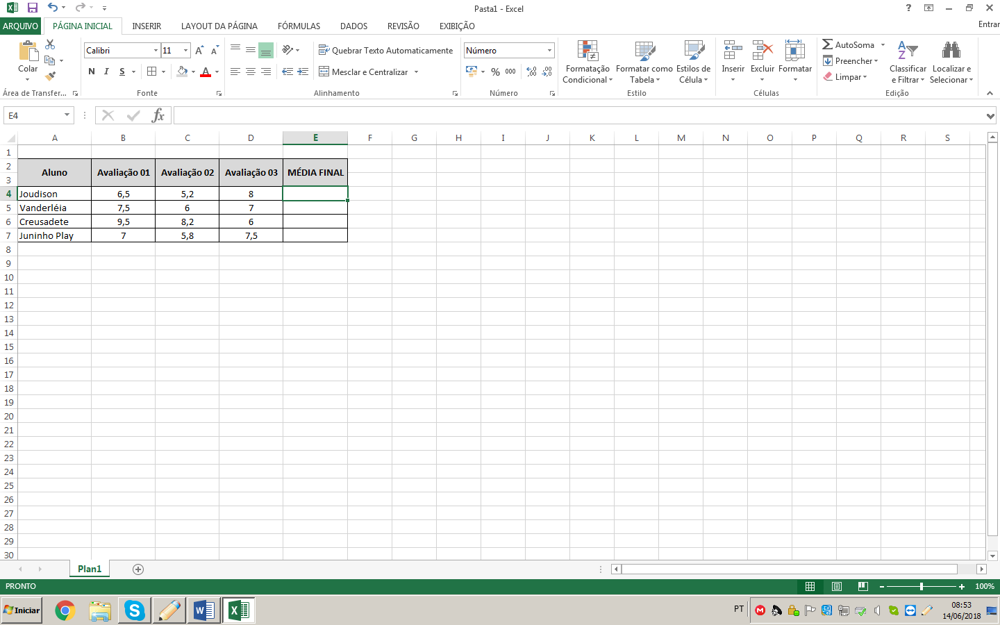 Pasta1 - Excel
ARQUIVO PÁGINA INICIAL INSERIR LAYOUT DA PÁGINA FÓRMULAS DADOS REVISÃO EXIBIÇÃO Entrar
Calibri 11 Quebrar Texto Automaticamente Número AutoSoma
Preencher
Colar N I S Mesclar e Centralizar % 000 Formatação Condicional Formatar como Tabela Estilos de Célula Inserir Excluir Formatar Limpar Classificar e Filtrar Localizar e Selecionar
Área de Transfer... Fonte Alinhamento Número Estilo Células Edição
E4 fx
A B C D E F G H I J K L M N O P Q R S
1
2 Aluno Avaliação 01 Avaliação 02 Avaliação 03 MÉDIA FINAL
3
4 Joudison 6,5 5,2 8
5 Vanderléia 7,5 6 7
6 Creusadete 9,5 8,2 6
7 Juninho Play 7 5,8 7,5
8
9
10
11
12
13
14
15
16
17
18
19
20
21
22
23
24
25
26
27
28
29
30
Plan1
PRONTO 100%
Iniciar PT 08:53
14/06/2018